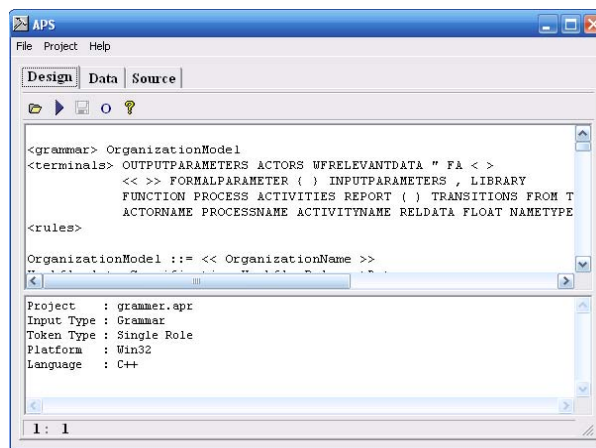 APS
File Project Help
Design Data Source
<grammar> OrganizationModel
<terminals> OUTPUTPARAMETERS ACTORS WFRELEVANTDATA " FA < >
<< >> FORMALPARAMETER ( ) INPUTPARAMETERS , LIBRARY
FUNCTION PROCESS ACTIVITIES REPORT ( ) TRANSITIONS FROM T
ACTORNAME PROCESSNAME ACTIVITYNAME RELDATA FLOAT NAMETYPE
<rules>
OrganizationModel ::= << OrganizationName >>
Project : grammer.apr
Input Type : Grammar
Token Type : Single Role
Platform : Win32
Language : C++
1: 1